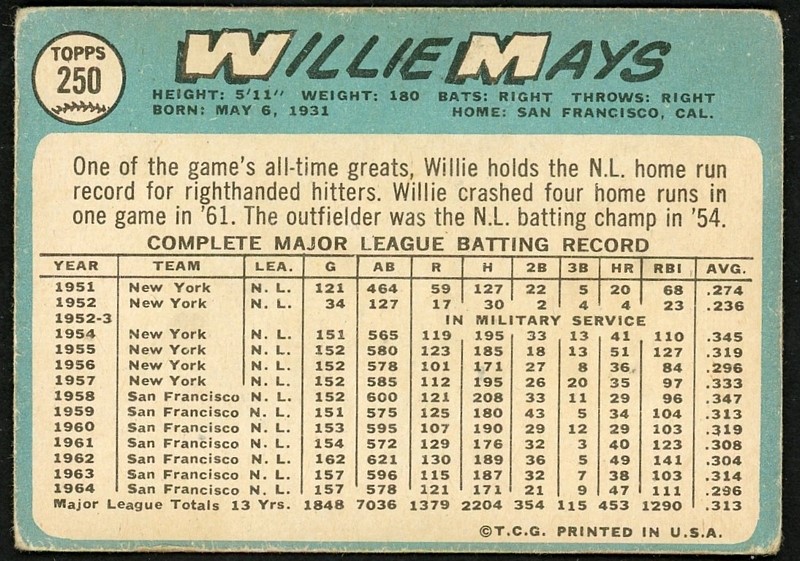 TOPPS
250
WILLIE MAYS
HEIGHT: 5'11" WEIGHT: 180 BATS: RIGHT THROWS: RIGHT
BORN: MAY 6, 1931 HOME: SAN FRANCISCO, CAL.
One of the game's all-time greats, Willie holds the N.L. home run
record for righthanded hitters. Willie crashed four home runs in
one game in '61. The outfielder was the N.L. batting champ in '54.
COMPLETE MAJOR LEAGUE BATTING RECORD
YEAR TEAM LEA. G AB R H 2B 3B HR RBI AVG.
1951 New York N. L. 121 464 59 127 22 5 20 68 .274
1952 New York N. L. 34 127 17 30 2 4 4 23 .236
1952-3 IN MILITARY SERVICE
1954 New York N. L. 151 565 119 195 33 13 41 110 .345
1955 New York N. L. 152 580 123 185 18 13 51 127 .319
1956 New York N. L. 152 578 101 171 27 8 36 84 .296
1957 New York N. L. 152 585 112 195 26 20 35 97 .333
1958 San Francisco N. L. 152 600 121 208 33 11 29 96 .347
1959 San Francisco N. L. 151 575 125 180 43 5 34 104 .313
1960 San Francisco N. L. 153 595 107 190 29 12 29 103 .319
1961 San Francisco N. L. 154 572 129 176 32 3 40 123 .308
1962 San Francisco N. L. 162 621 130 189 36 5 49 141 .304
1963 San Francisco N. L. 157 596 115 187 32 7 38 103 .314
1964 San Francisco N. L. 157 578 121 171 21 9 47 111 .296
Major League Totals 13 Yrs. 1848 7036 1379 2204 354 115 453 1290 .313
©T.C.G. PRINTED IN U.S.A.